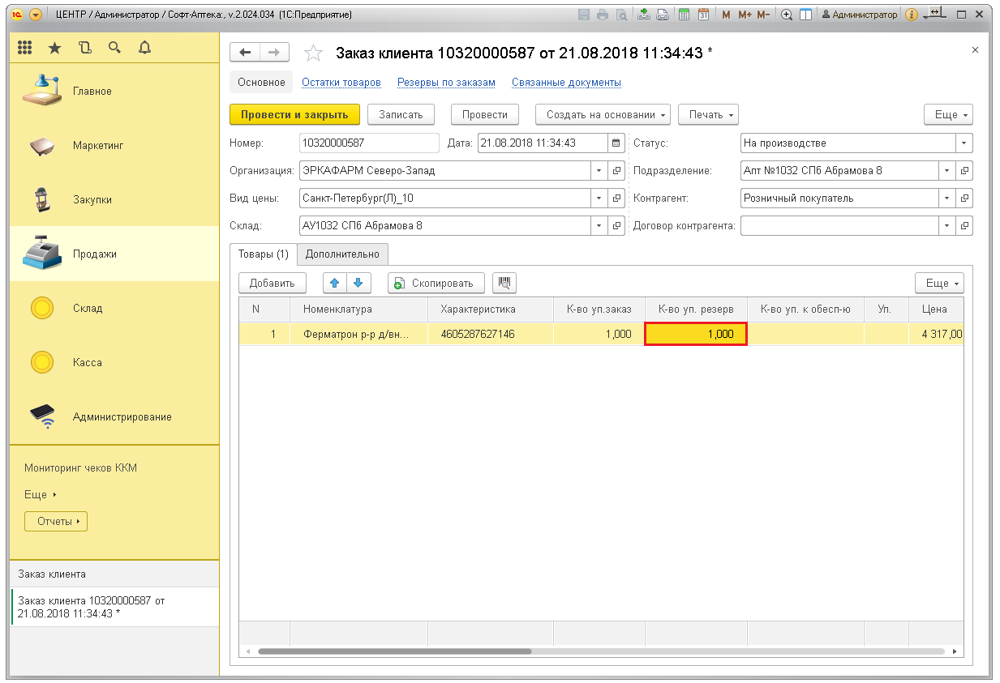 ЦЕНТР / Администратор / Софт-Аптека:, v.2.024.034 (1С:Предприятие)
M M+ M- Администратор
Главное
Маркетинг
Закупки
Продажи
Склад
Касса
Администрирование
Мониторинг чеков ККМ
Еще
Отчеты
Заказ клиента
Заказ клиента 10320000587 от
21.08.2018 11:34:43 *
Заказ клиента 10320000587 от 21.08.2018 11:34:43 *
Основное Остатки товаров Резервы по заказам Связанные документы
Провести и закрыть Записать Провести Создать на основании Печать Еще
Номер: 10320000587 Дата: 21.08.2018 11:34:43 Статус: На производстве
Организация: ЭРКАФАРМ Северо-Запад Подразделение: Апт №1032 СПб Абрамова 8
Вид цены: Санкт-Петербург(Л)_10 Контрагент: Розничный покупатель
Склад: АУ1032 СПб Абрамова 8 Договор контрагента:
Товары (1) Дополнительно
Добавить Скопировать Еще
N Номенклатура Характеристика К-во уп.заказ К-во уп. резерв К-во уп. к обесп-ю Уп. Цена
1 Ферматрон р-р д/вн... 4605287627146 1,000 1,000 4 317,00